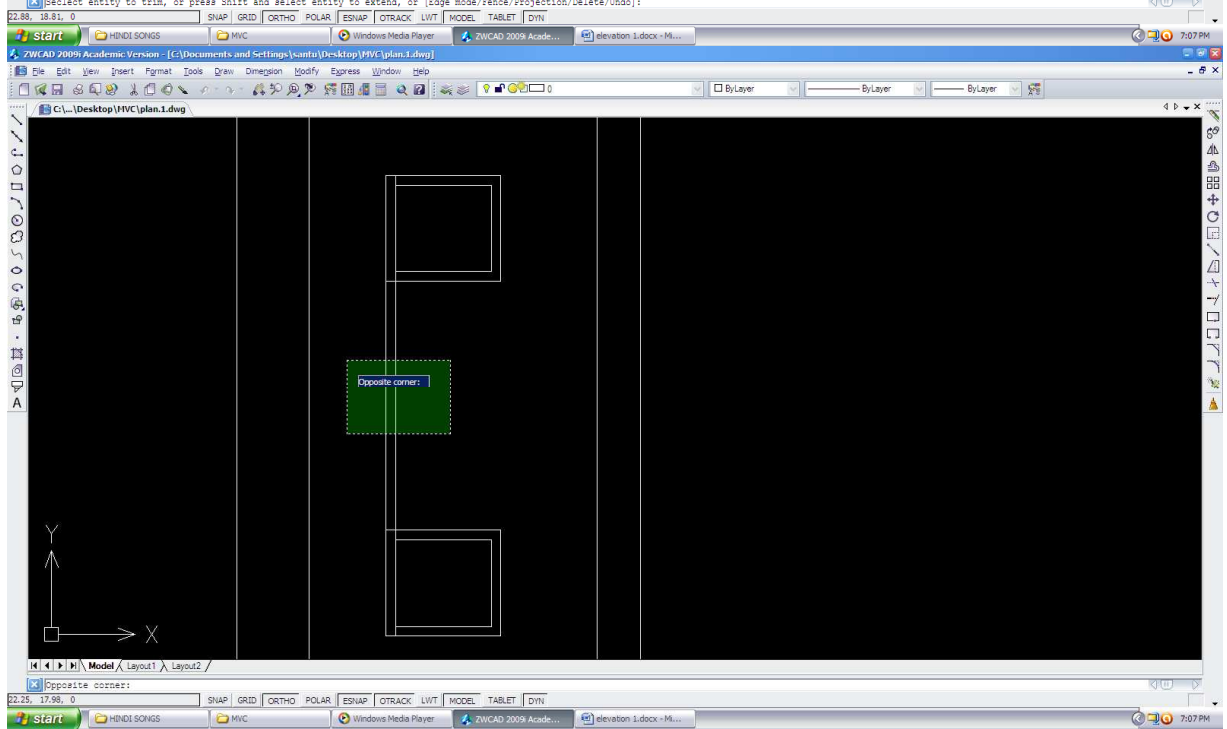 Seclect entity to trim, or press Shift and select entity to extend, or [Edge mode/Fence/Projection/Delete/Undo]:
22.88, 18.81, 0 SNAP GRID ORTHO POLAR ESNAP OTRACK LWT MODEL TABLET DYN
start HINDI SONGS MVC Windows Media Player ZWCAD 2009i Acade... elevation 1.docx - Mi... 7:07 PM
ZWCAD 2009i Academic Version - [C:\Documents and Settings\santu\Desktop\MVC\plan.1.dwg]
File Edit View Insert Format Tools Draw Dimension Modify Express Window Help
0 ByLayer ByLayer ByLayer
C:\...\Desktop\MVC\plan.1.dwg
A
Opposite corner:
Y
X
Model Layout1 Layout2
Opposite corner:
22.25, 17.98, 0 SNAP GRID ORTHO POLAR ESNAP OTRACK LWT MODEL TABLET DYN
start HINDI SONGS MVC Windows Media Player ZWCAD 2009i Acade... elevation 1.docx - Mi... 7:07 PM